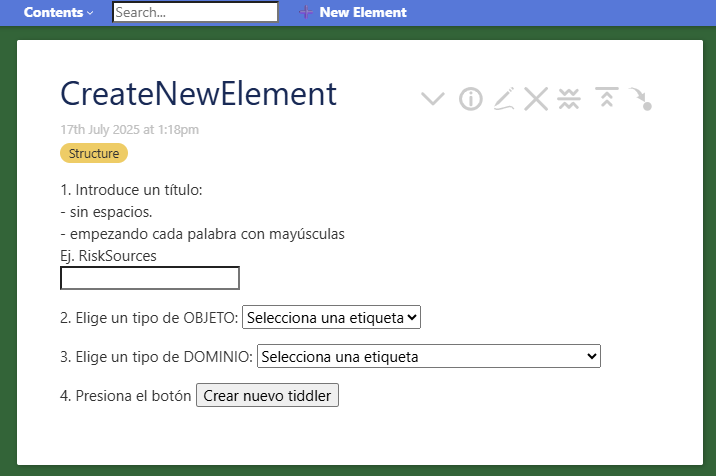 Contents Search... New Element
CreateNewElement
17th July 2025 at 1:18pm
Structure
1. Introduce un título:
- sin espacios.
- empezando cada palabra con mayúsculas
Ej. RiskSources
2. Elige un tipo de OBJETO: Selecciona una etiqueta
3. Elige un tipo de DOMINIO: Selecciona una etiqueta
4. Presiona el botón Crear nuevo tiddler